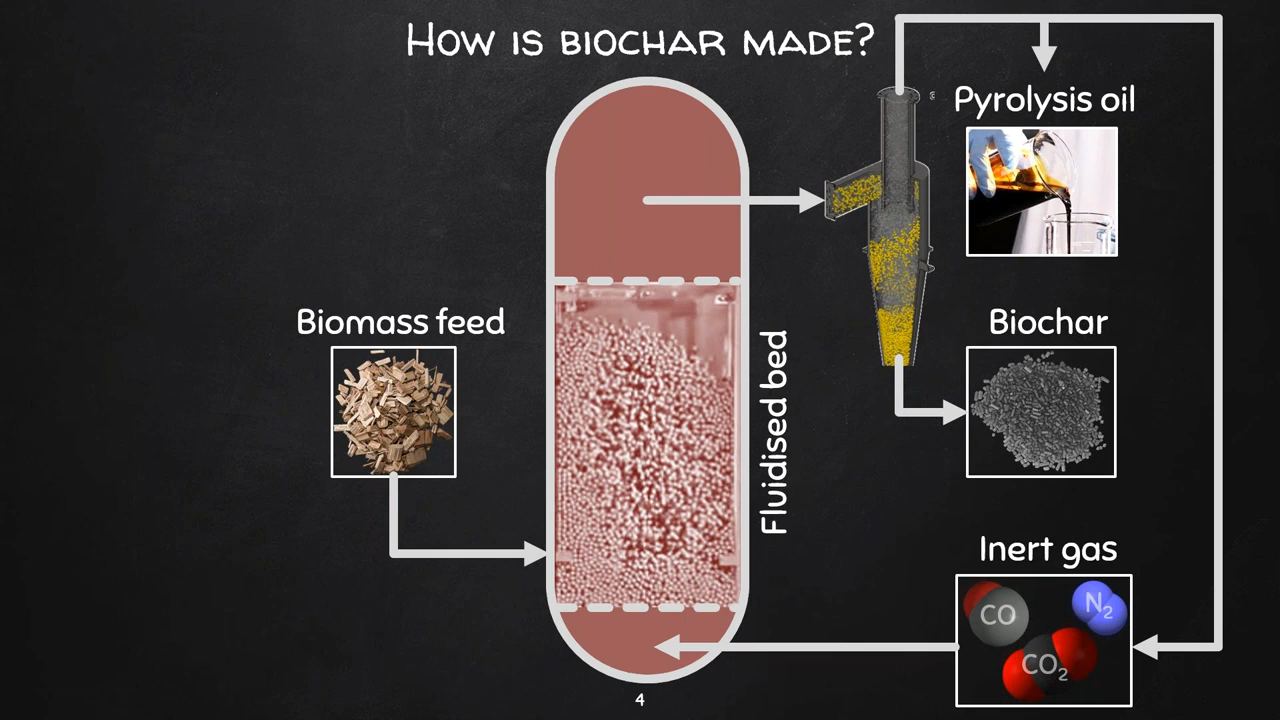 How is biochar made?
Pyrolysis oil
Biomass feed
Fluidised bed
Biochar
Inert gas
CO
N2
CO2
4